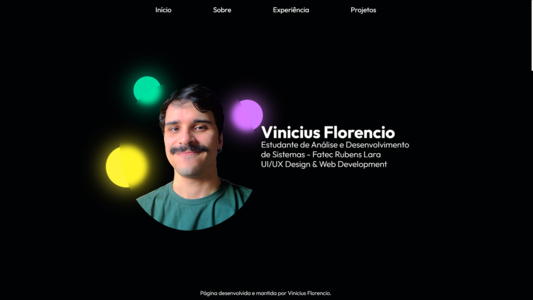 Início Sobre Experiência Projetos
Vinicius Florencio
Estudante de Análise e Desenvolvimento
de Sistemas - Fatec Rubens Lara
UI/UX Design & Web Development
Página desenvolvida e mantida por Vinicius Florencio.